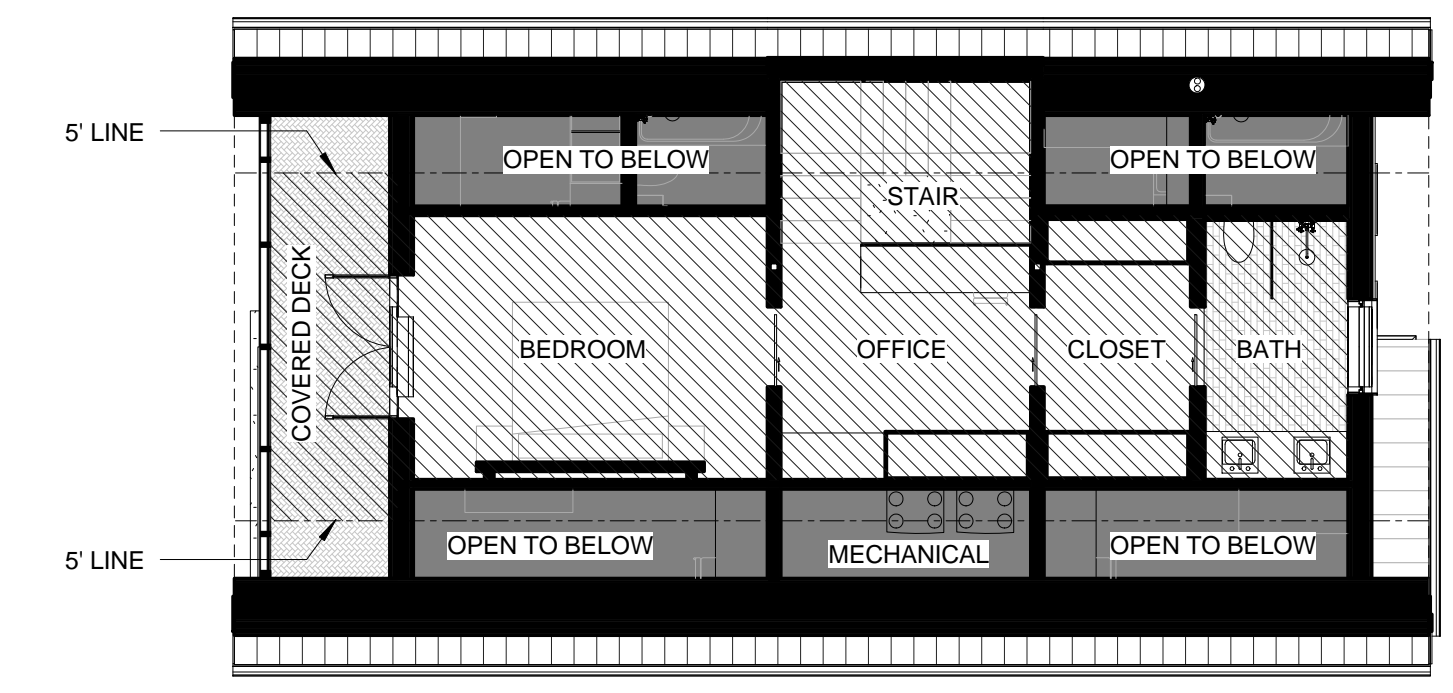 5' LINE
OPEN TO BELOW
OPEN TO BELOW
STAIR
COVERED DECK
BEDROOM
OFFICE
CLOSET
BATH
5' LINE
OPEN TO BELOW
MECHANICAL
OPEN TO BELOW